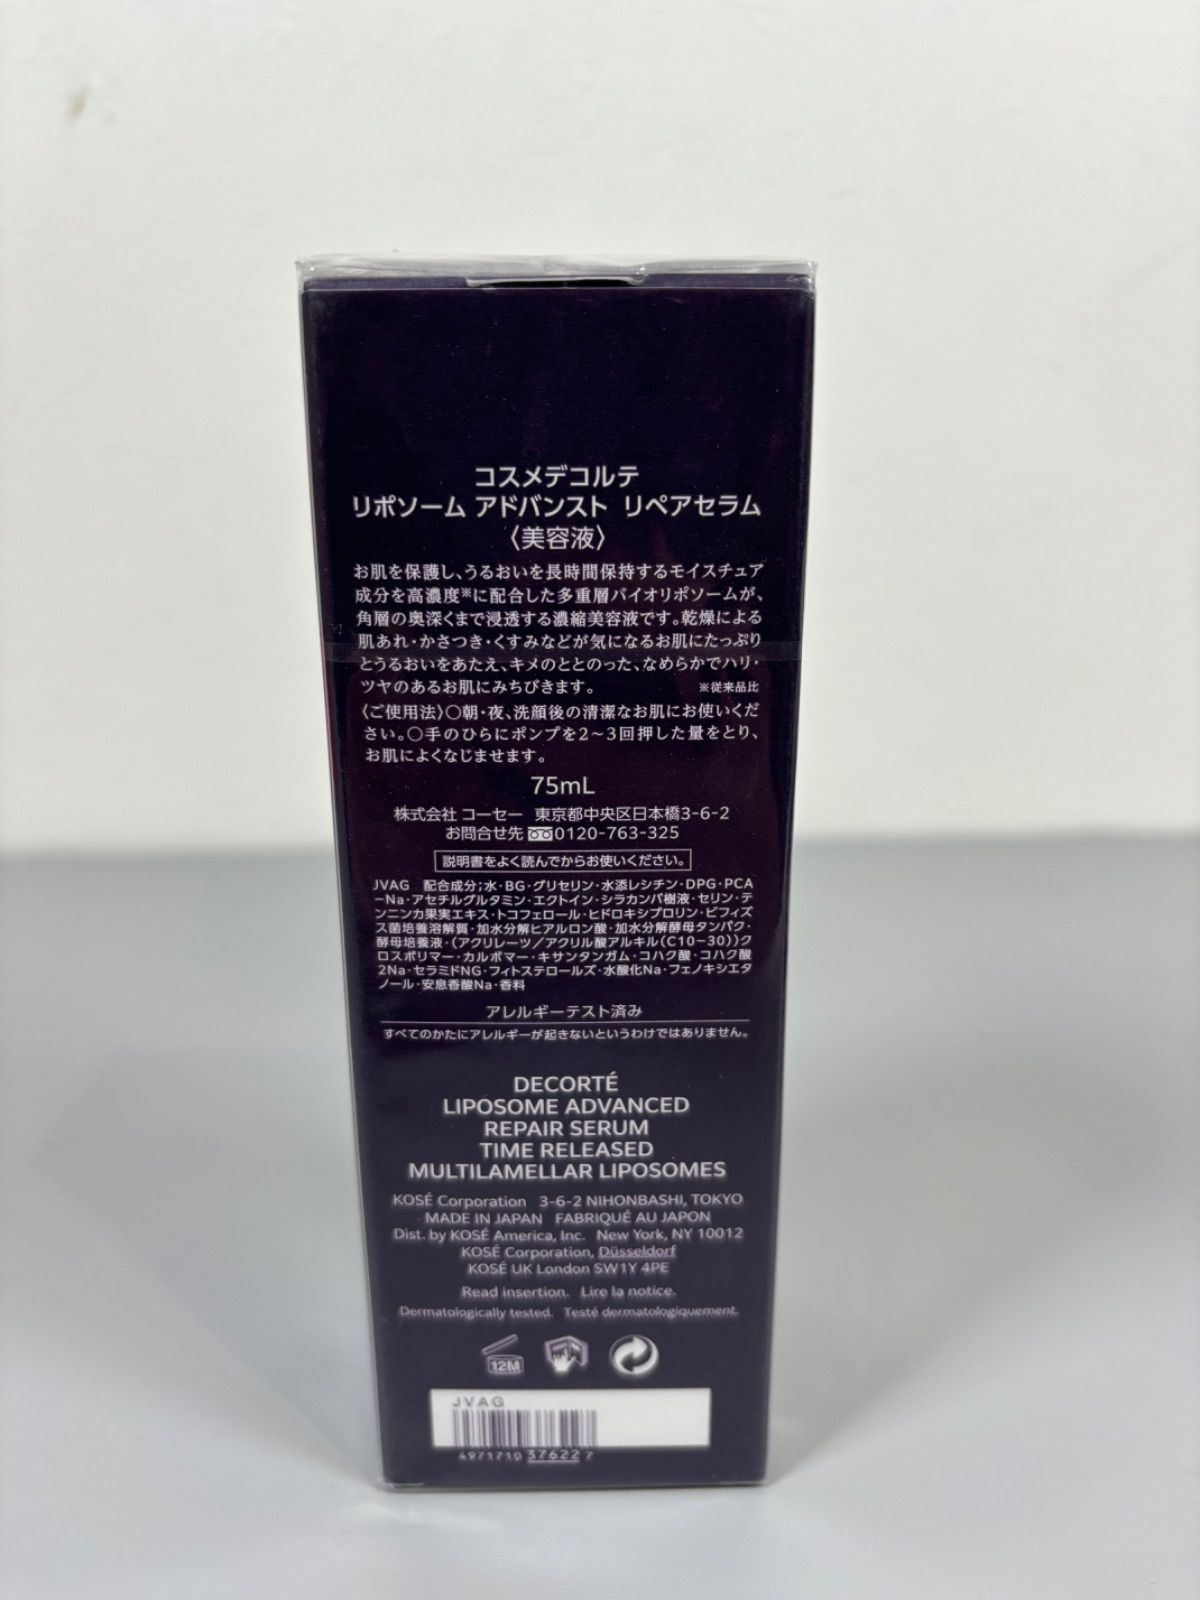 コスメデコルテ
リポソーム アドバンスト リペアセラム
〈美容液〉
お肌を保護し、うるおいを長時間保持するモイスチュア
成分を高濃度※に配合した多重層バイオリポソームが、
角層の奥深くまで浸透する濃縮美容液です。乾燥による
肌あれ・かさつき・くすみなどが気になるお肌にたっぷり
とうるおいをあたえ、キメのととのった、なめらかでハリ・
ツヤのあるお肌にみちびきます。 ※従来品比
〈ご使用法〉○朝・夜、洗顔後の清潔なお肌にお使いくだ
さい。○手のひらにポンプを2〜3回押した量をとり、
お肌によくなじませます。
75mL
株式会社 コーセー 東京都中央区日本橋3-6-2
お問合せ先 0120-763-325
説明書をよく読んでからお使いください。
JVAG 配合成分;水・BG・グリセリン・水添レシチン・DPG・PCA
-Na・アセチルグルタミン・エクトイン・シラカンバ樹液・セリン・テ
ンニンカ果実エキス・トコフェロール・ヒドロキシプロリン・ビフィズ
ス菌培養溶解質・加水分解ヒアルロン酸・加水分解酵母タンパク・
酵母培養液・(アクリレーツ/アクリル酸アルキル(C10-30))ク
ロスポリマー・カルボマー・キサンタンガム・コハク酸・コハク酸
2Na・セラミドNG・フィトステロールズ・水酸化Na・フェノキシエタ
ノール・安息香酸Na・香料
アレルギーテスト済み
すべてのかたにアレルギーが起きないというわけではありません。
DECORTÉ
LIPOSOME ADVANCED
REPAIR SERUM
TIME RELEASED
MULTILAMELLAR LIPOSOMES
KOSÉ Corporation 3-6-2 NIHONBASHI, TOKYO
MADE IN JAPAN FABRIQUÉ AU JAPON
Dist. by KOSÉ America, Inc. New York, NY 10012
KOSÉ Corporation, Düsseldorf
KOSÉ UK London SW1Y 4PE
Read insertion. Lire la notice.
Dermatologically tested. Testé dermatologiquement.
12M
JVAG
4971710 37622 7